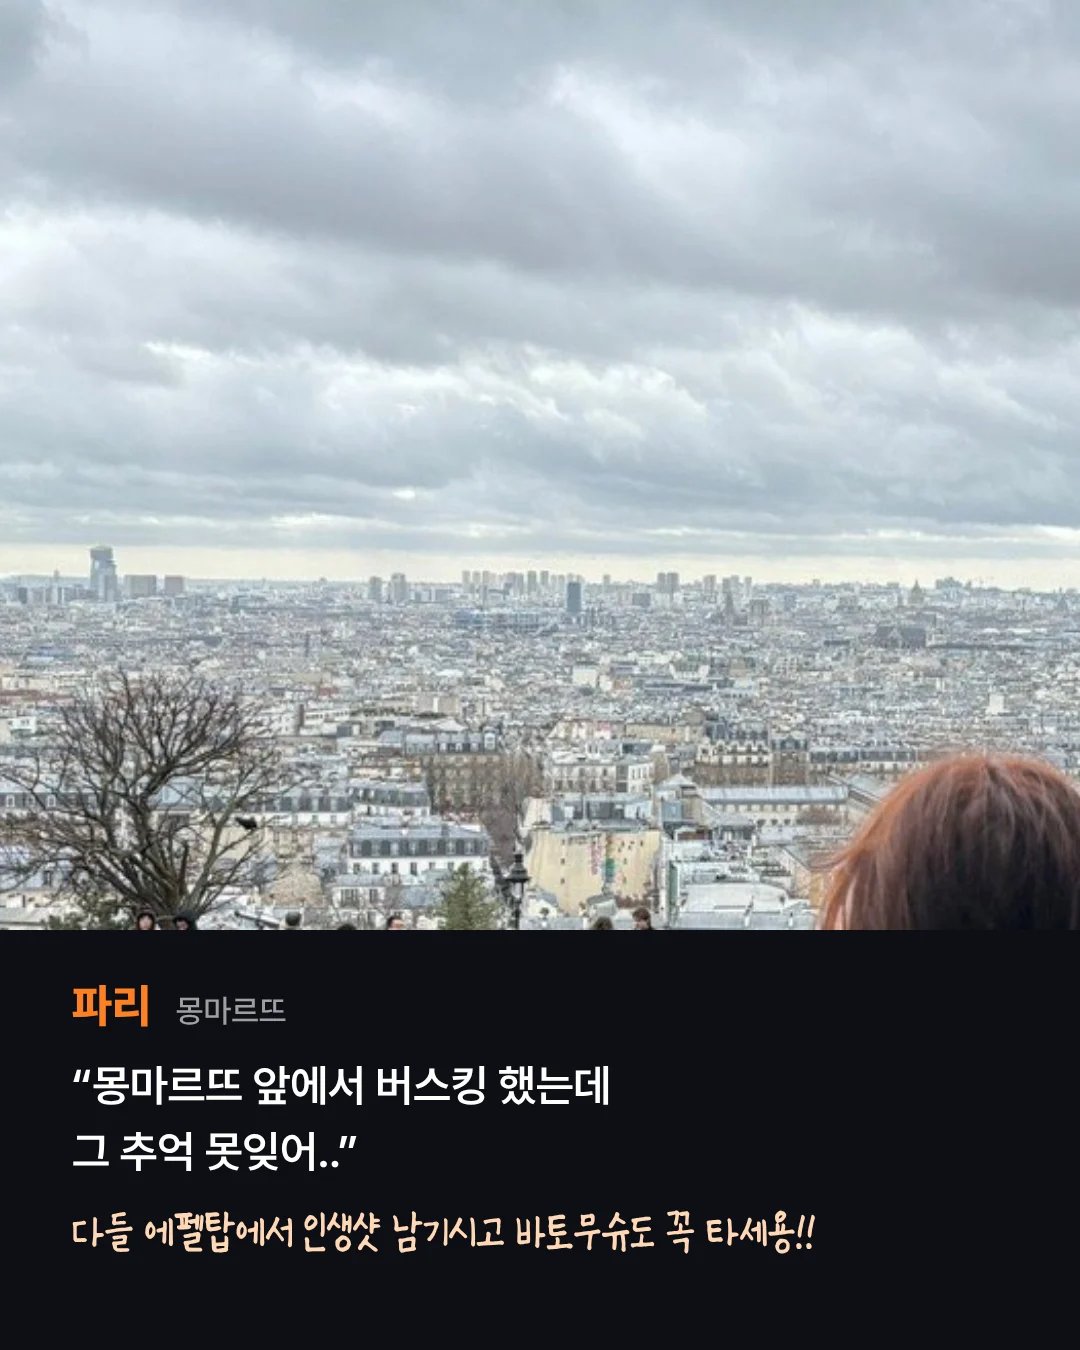 파리 몽마르뜨
“몽마르뜨 앞에서 버스킹 했는데
그 추억 못잊어..”
다들 에펠탑에서 인생샷 남기시고 바토무슈도 꼭 타세용!!